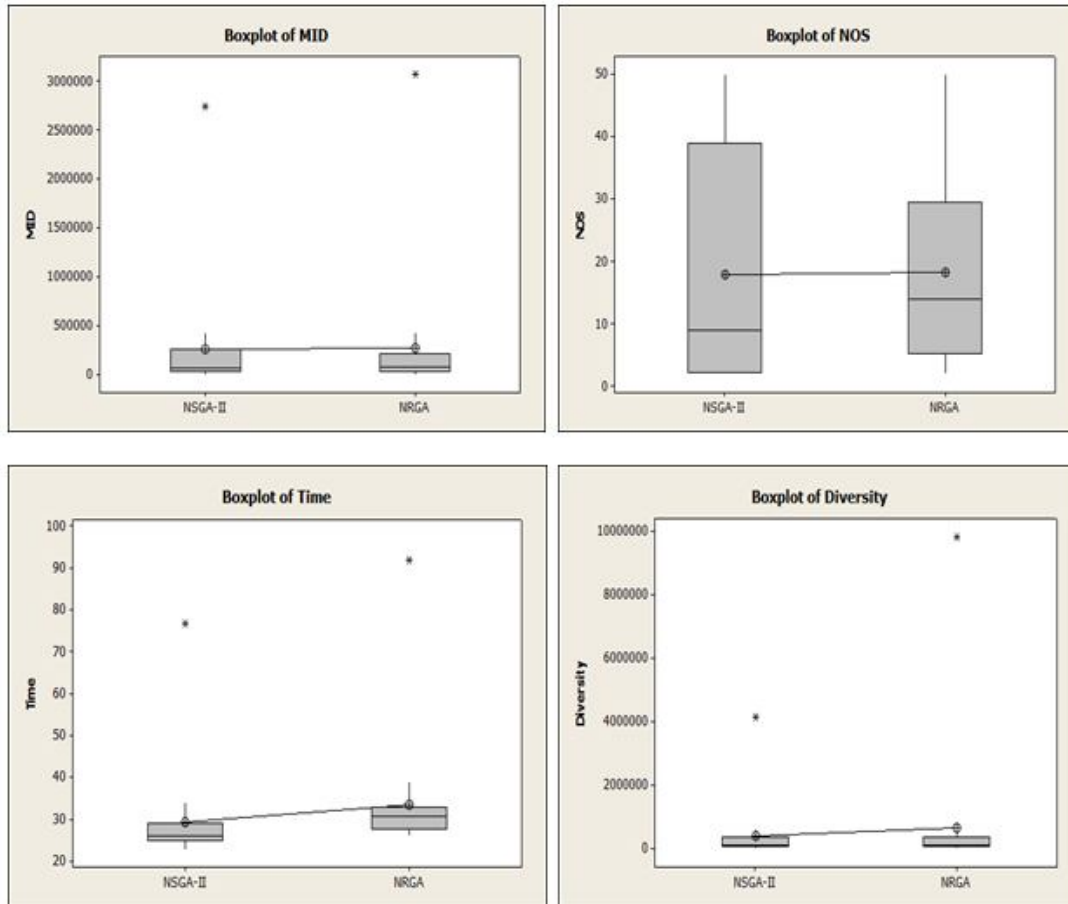 Boxplot of MID
3000000
2500000
2000000
1500000
1000000
500000
0
MID
NSGA-II
NRGA
Boxplot of NOS
50
40
30
20
10
0
NOS
NSGA-II
NRGA
Boxplot of Time
100
90
80
70
60
50
40
30
20
Time
NSGA-II
NRGA
Boxplot of Diversity
10000000
8000000
6000000
4000000
2000000
0
Diversity
NSGA-II
NRGA